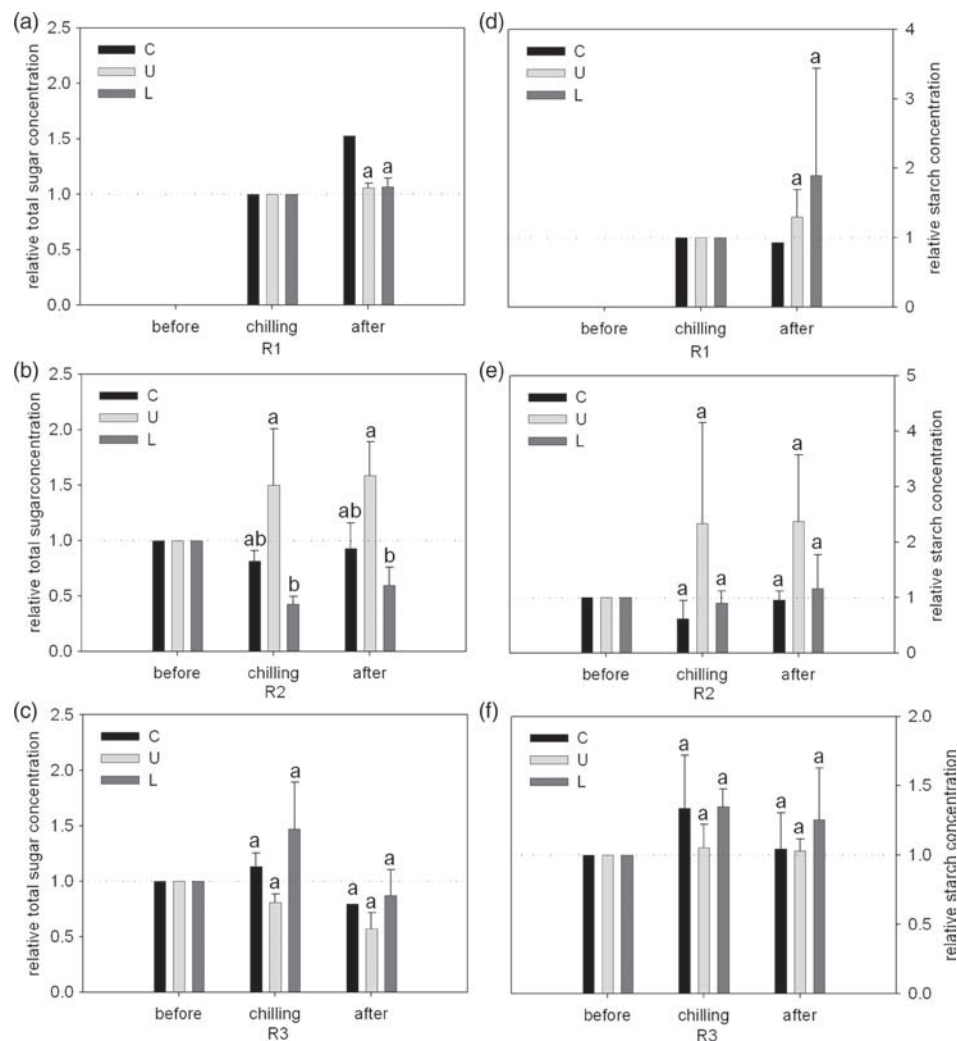 (a)
relative total sugar concentration
2.5
2.0
1.5
1.0
0.5
0.0
C
U
L
a a
before chilling after
R1
(d)
relative starch concentration
4
3
2
1
0
C
U
L
a
a
before chilling after
R1
(b)
relative total sugarconcentration
2.5
2.0
1.5
1.0
0.5
0.0
C
U
L
a a
ab ab
b b
before chilling after
R2
(e)
relative starch concentration
5
4
2
2
1
0
C
U
L
a a
a a a a
before chilling after
R2
(c)
relative total sugar concentration
2.5
2.0
1.5
1.0
0.5
0.0
C
U
L
a a a
a a a
before chilling after
R3
(f)
relative starch concentration
2.0
1.5
1.0
0.5
0.0
C
U
L
a a a
a a a
before chilling after
R3